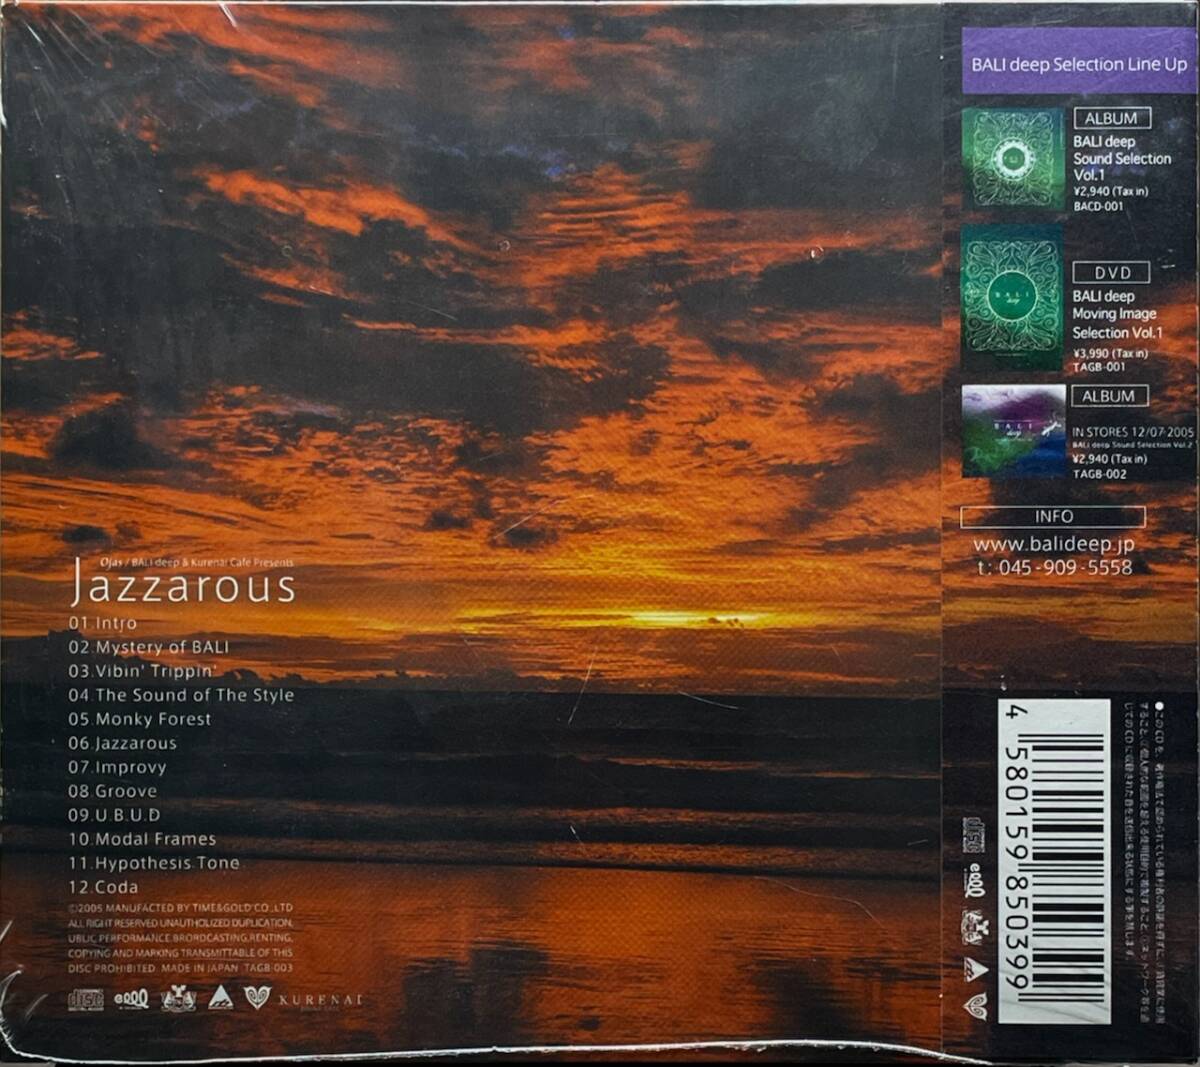 Ojas / BALI deep & Kurenai Café Presents
Jazzarous
01.Intro
02.Mystery of BALI
03.Vibin' Trippin'
04.The Sound of The Style
05.Monky Forest
06.Jazzarous
07.Improvy
08.Groove
09.U.B.U.D
10.Modal Frames
11.Hypothesis Tone
12.Coda
©2005 MANUFACTED BY TIME&GOLD CO.,LTD
ALL RIGHT RESERVED UNAUTHOLIZED DUPLICATION,
UBLIC PERFORMANCE BRORDCASTING,RENTING,
COPYING AND MARKING TRANSMITTABLE OF THIS
DISC PROHIBITED. MADE IN JAPAN TAGB-003
KURENAI
BALI deep Selection Line Up
ALBUM
BALI deep
Sound Selection
Vol.1
¥2,940 (Tax in)
BACD-001
BALI
deep
DVD
BALI deep
Moving Image
Selection Vol.1
¥3,990 (Tax in)
TAGB-001
BALI
deep
ALBUM
IN STORES 12/07 2005
BALI deep Sound Selection Vol.2
¥2,940 (Tax in)
TAGB-002
INFO
www.balideep.jp
t: 045-909-5558
4 580159 850399